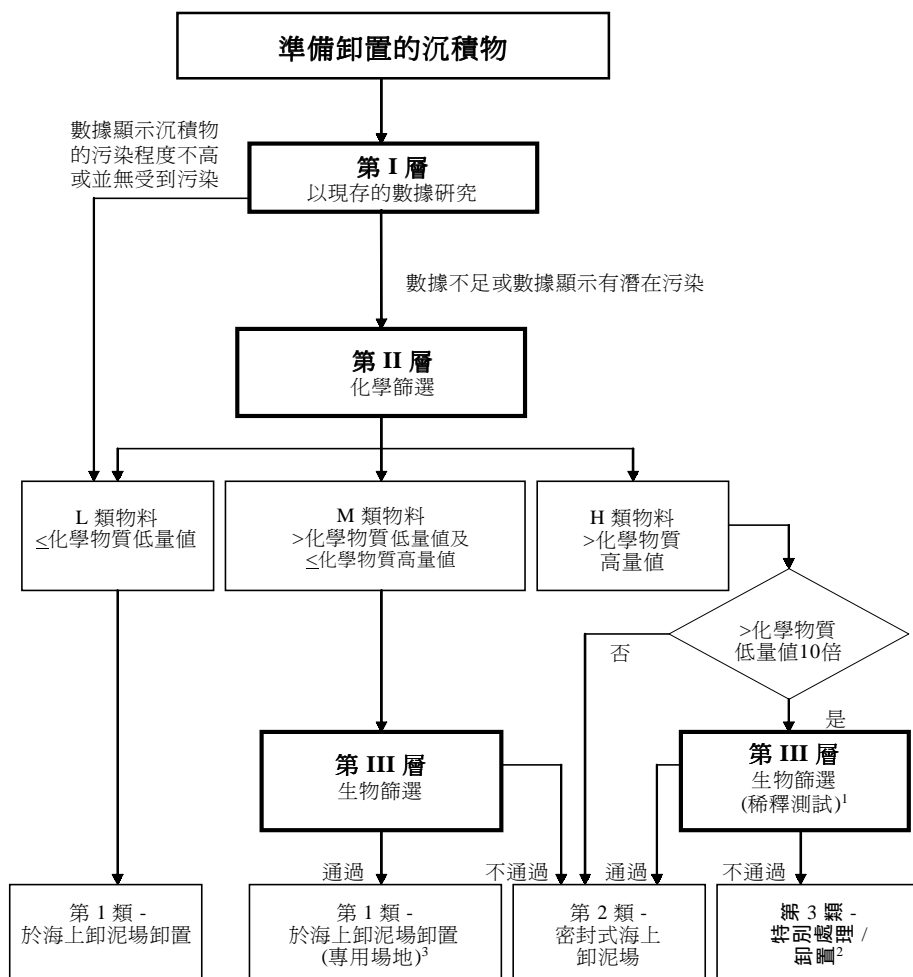 準備卸置的沉積物
數據顯示沉積物
的污染程度不高
或並無受到污染
第 I 層
以現存的數據研究
數據不足或數據顯示有潛在污染
第 II 層
化學篩選
L 類物料
≤化學物質低量值
M 類物料
>化學物質低量值及
≤化學物質高量值
H 類物料
>化學物質
高量值
>化學物質
低量值10倍
否
是
第 III 層
生物篩選
第 III 層
生物篩選
(稀釋測試)¹
通過
不通過
通過
不通過
第 1 類 -
於海上卸泥場卸置
第 1 類 -
於海上卸泥場卸置
(專用場地)³
第 2 類 -
密封式海上
卸泥場
第 3 類 -
特別處理 /
卸置²